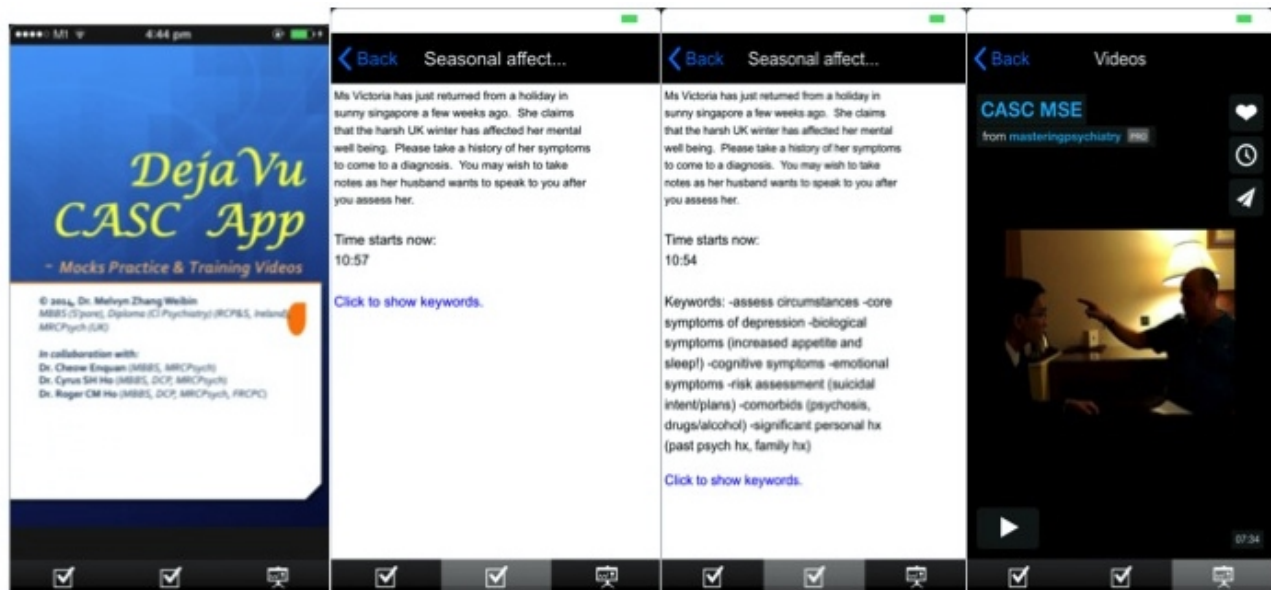 M1 4:44 pm
DejaVu
CASC App
~ Mocks Practice & Training Videos
© 2014, Dr. Melvyn Zhang Weibin
MBBS (S'pore), Diploma (Cl Psychiatry) (RCP&S, Ireland),
MRCPsych (UK)
In collaboration with:
Dr. Cheow Enquan (MBBS, MRCPsych)
Dr. Cyrus SH Ho (MBBS, DCP, MRCPsych)
Dr. Roger CM Ho (MBBS, DCP, MRCPsych, FRCPC)
Back Seasonal affect...
Ms Victoria has just returned from a holiday in
sunny singapore a few weeks ago. She claims
that the harsh UK winter has affected her mental
well being. Please take a history of her symptoms
to come to a diagnosis. You may wish to take
notes as her husband wants to speak to you after
you assess her.
Time starts now:
10:57
Click to show keywords.
Back Seasonal affect...
Ms Victoria has just returned from a holiday in
sunny singapore a few weeks ago. She claims
that the harsh UK winter has affected her mental
well being. Please take a history of her symptoms
to come to a diagnosis. You may wish to take
notes as her husband wants to speak to you after
you assess her.
Time starts now:
10:54
Keywords: -assess circumstances -core
symptoms of depression -biological
symptoms (increased appetite and
sleep!) -cognitive symptoms -emotional
symptoms -risk assessment (suicidal
intent/plans) -comorbids (psychosis,
drugs/alcohol) -significant personal hx
(past psych hx, family hx)
Click to show keywords.
Back Videos
CASC MSE
from masteringpsychiatry PRO
07:34